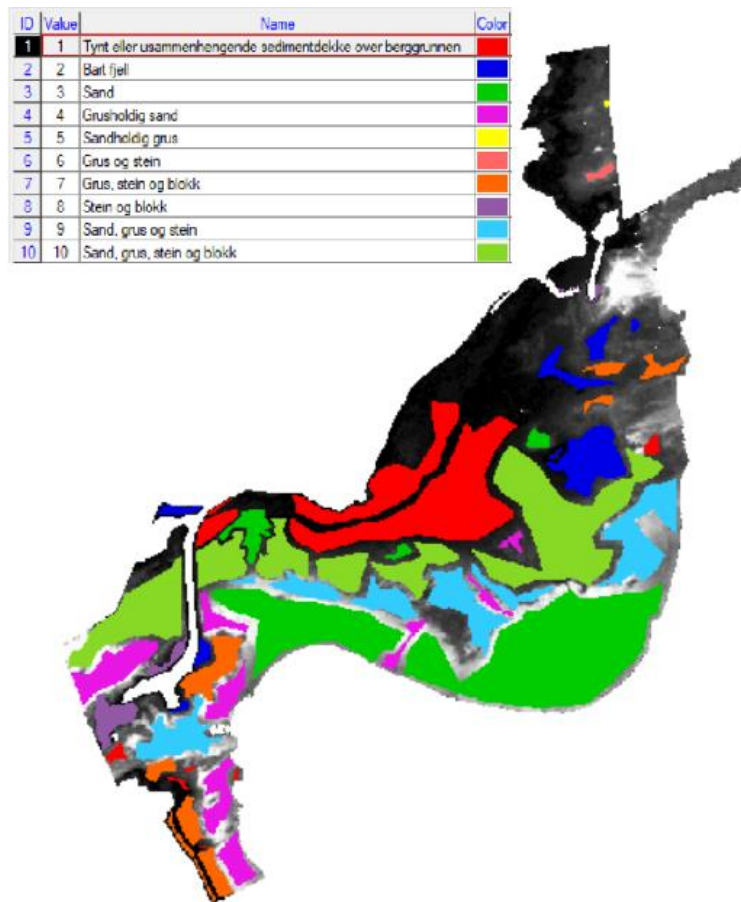 ID Value Name Color
1 1 Tynt eller usammenhengende sedimentdekke over berggrunnen
2 2 Bart fjell
3 3 Sand
4 4 Grusholdig sand
5 5 Sandholdig grus
6 6 Grus og stein
7 7 Grus, stein og blokk
8 8 Stein og blokk
9 9 Sand, grus og stein
10 10 Sand, grus, stein og blokk